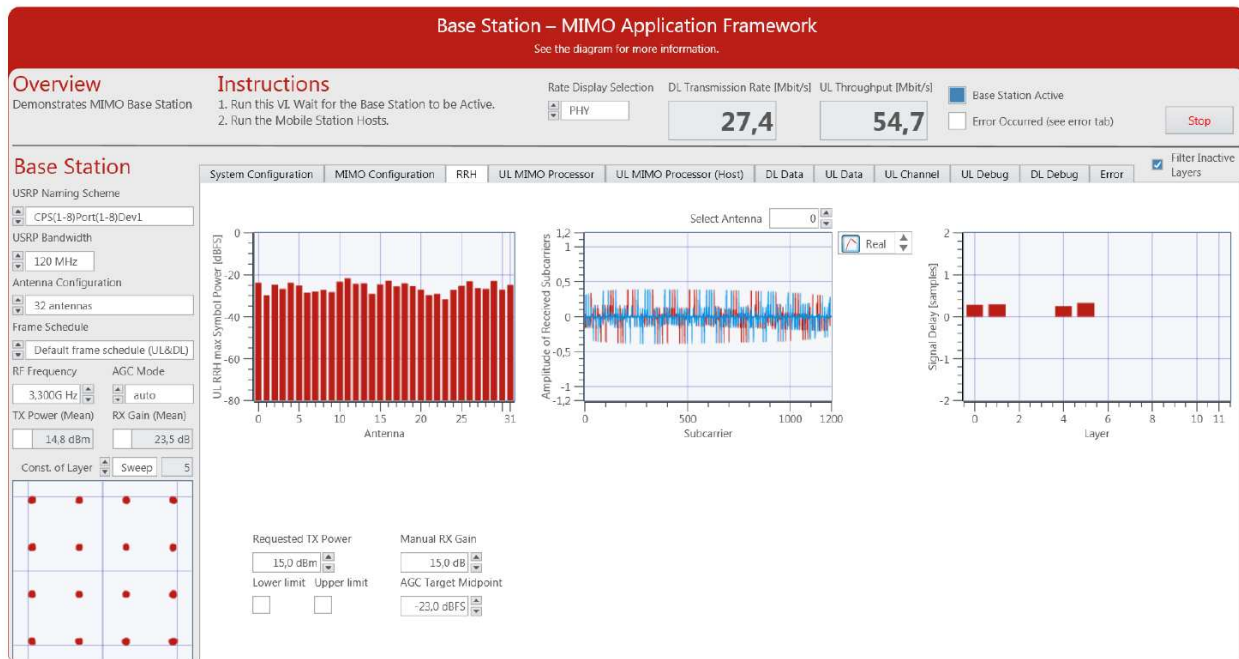 Base Station – MIMO Application Framework
See the diagram for more information.
Overview
Demonstrates MIMO Base Station
Instructions
1. Run this VI. Wait for the Base Station to be Active.
2. Run the Mobile Station Hosts.
Rate Display Selection
PHY
DL Transmission Rate [Mbit/s]
27,4
UL Throughput [Mbit/s]
54,7
Base Station Active
Error Occurred (see error tab)
Stop
Base Station
USRP Naming Scheme
CPS(1-8)Port(1-8)Dev1
USRP Bandwidth
120 MHz
Antenna Configuration
32 antennas
Frame Schedule
Default frame schedule (UL&DL)
RF Frequency AGC Mode
3,300G Hz auto
TX Power (Mean) RX Gain (Mean)
14,8 dBm 23,5 dB
Const. of Layer Sweep 5
System Configuration MIMO Configuration RRH UL MIMO Processor UL MIMO Processor (Host) DL Data UL Data UL Channel UL Debug DL Debug Error
Filter Inactive
Layers
UL RRH max Symbol Power [dBFS]
0
-20
-40
-60
-80
0 5 10 15 20 25 31
Antenna
Select Antenna 0
Real
Amplitude of Received Subcarriers
1,2
1
0,5
0
-0,5
-1
-1,2
0 500 1000 1200
Subcarrier
Signal Delay [samples]
2
1
0
-1
-2
0 2 4 6 8 10 11
Layer
Requested TX Power
15,0 dBm
Lower limit Upper limit
Manual RX Gain
15,0 dB
AGC Target Midpoint
-23,0 dBFS